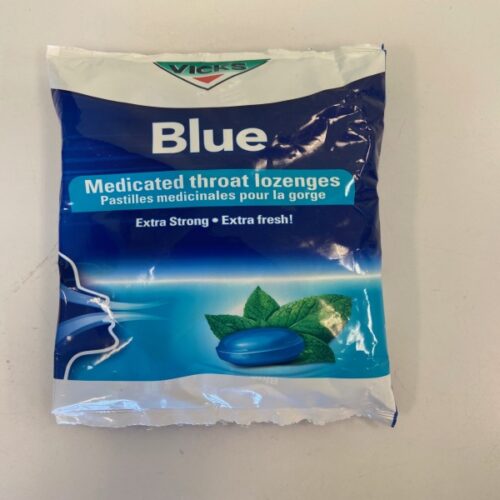 VICKS
Blue
Medicated throat lozenges
Pastilles medicinales pour la gorge
Extra Strong • Extra fresh!